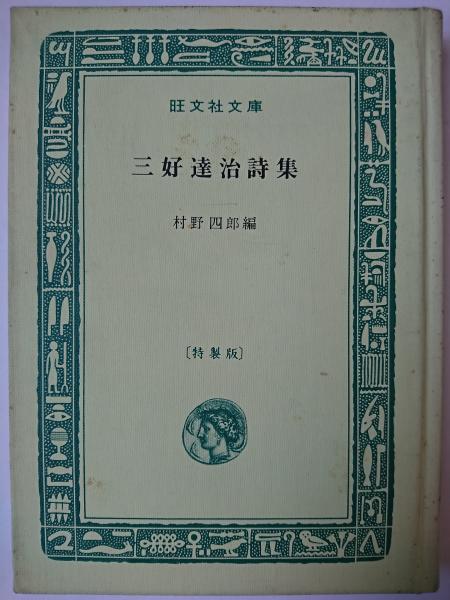 旺文社文庫
三好達治詩集
村野四郎編
〔特製版〕